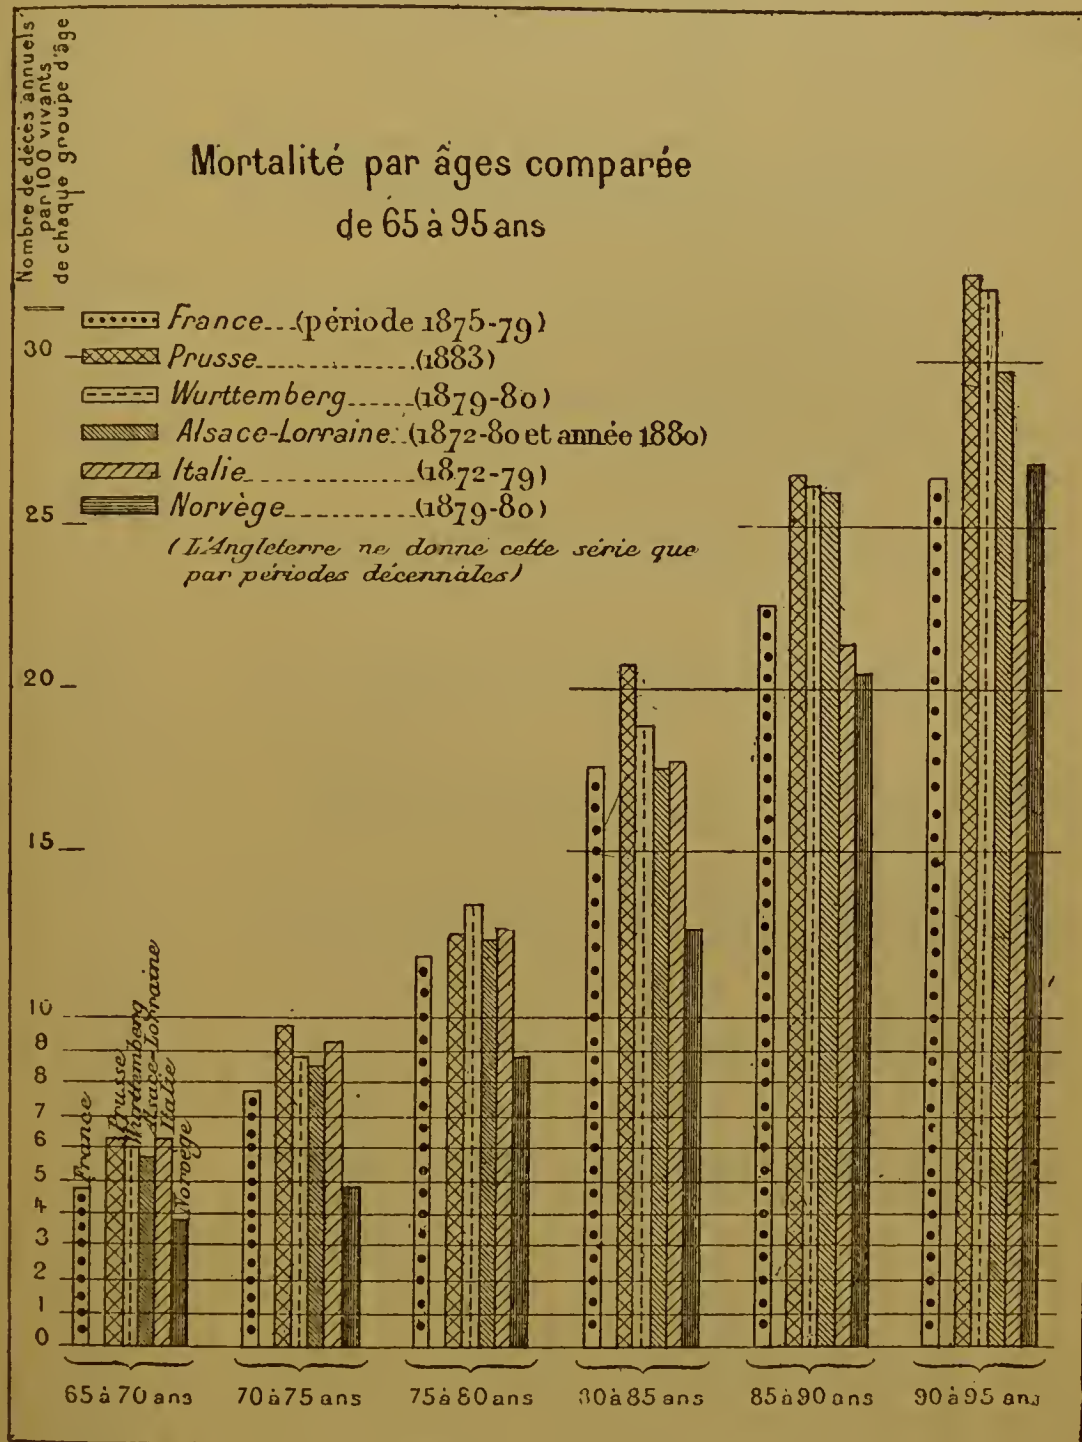 Nombre de décès annuels
par 100 vivants
de chaque groupe d'âge
Mortalité par âges comparée
de 65 à 95 ans
France...(période 1875-79)
Prusse...............(1883)
Wurttemberg......(1879-80)
Alsace-Lorraine..(1872-80 et année 1880)
Italie...............(1872-79)
Norvège............(1879-80)
(L'Angleterre ne donne cette série que
par périodes décennales)
30
25
20
15
10
9
8
7
6
5
4
3
2
1
0
France
Prusse
Wurttemberg
Alsace-Lorraine
Italie
Norvège
65 à 70 ans
70 à 75 ans
75 à 80 ans
80 à 85 ans
85 à 90 ans
90 à 95 ans